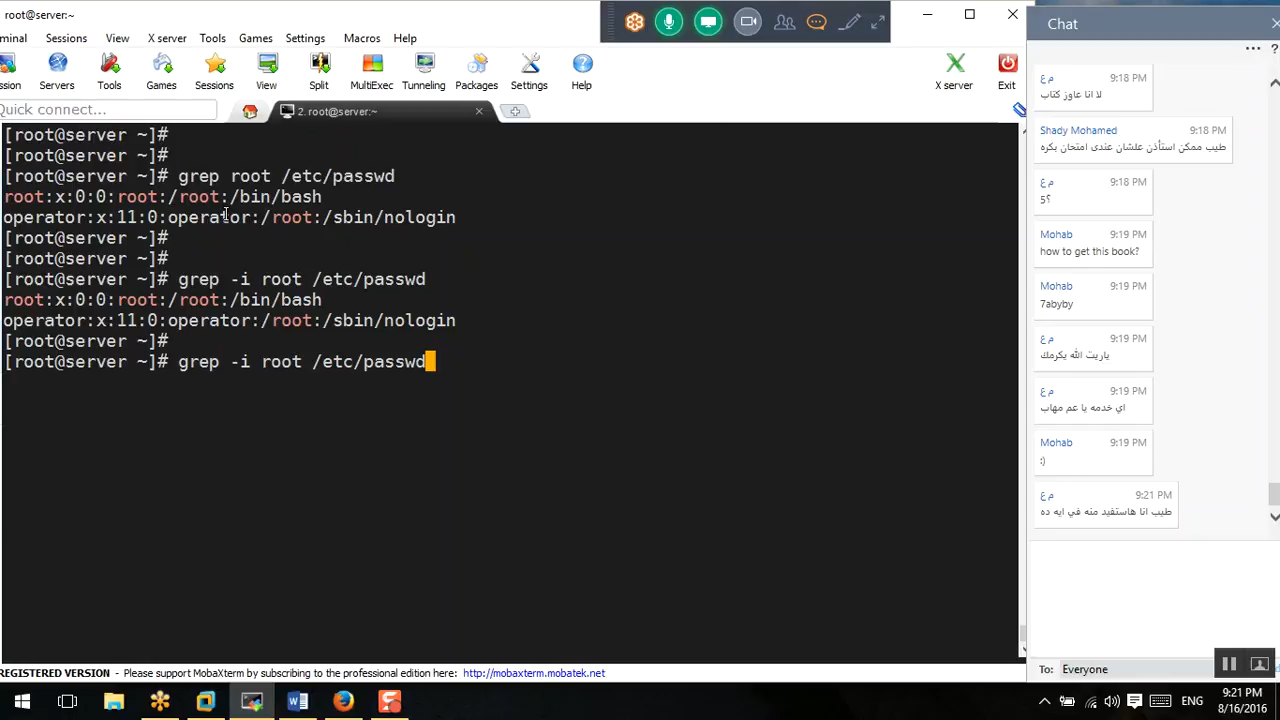 root@server:~
minal Sessions View X server Tools Games Settings Macros Help
ssion Servers Tools Games Sessions View Split MultiExec Tunneling Packages Settings Help X server Exit
Quick connect...
2. root@server:~
[root@server ~]#
[root@server ~]#
[root@server ~]# grep root /etc/passwd
root:x:0:0:root:/root:/bin/bash
operator:x:11:0:operator:/root:/sbin/nologin
[root@server ~]#
[root@server ~]#
[root@server ~]# grep -i root /etc/passwd
root:x:0:0:root:/root:/bin/bash
operator:x:11:0:operator:/root:/sbin/nologin
[root@server ~]#
[root@server ~]# grep -i root /etc/passwd
REGISTERED VERSION - Please support MobaXterm by subscribing to the professional edition here: http://mobaxterm.mobatek.net
Chat
... ?
م ع 9:18 PM
لا انا عاوز كتاب
Shady Mohamed 9:18 PM
طيب ممكن استأذن علشان عندى امتحان بكره
م ع 9:18 PM
5؟
Mohab 9:19 PM
how to get this book?
Mohab 9:19 PM
7abyby
م ع 9:19 PM
ياريت الله يكرمك
م ع 9:19 PM
اي خدمه يا عم مهاب
Mohab 9:19 PM
:)
م ع 9:21 PM
طيب انا هاستفيد منه في ايه ده
To: Everyone
ENG
9:21 PM
8/16/2016